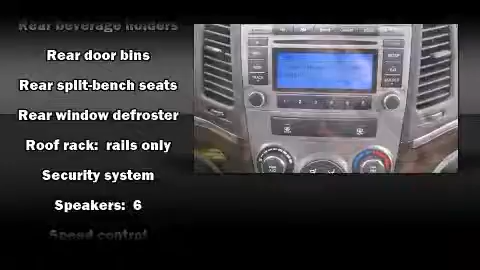 Rear beverage holders
Rear door bins
Rear split-bench seats
Rear window defroster
Roof rack:  rails only
Security system
Speakers:  6
Speed control